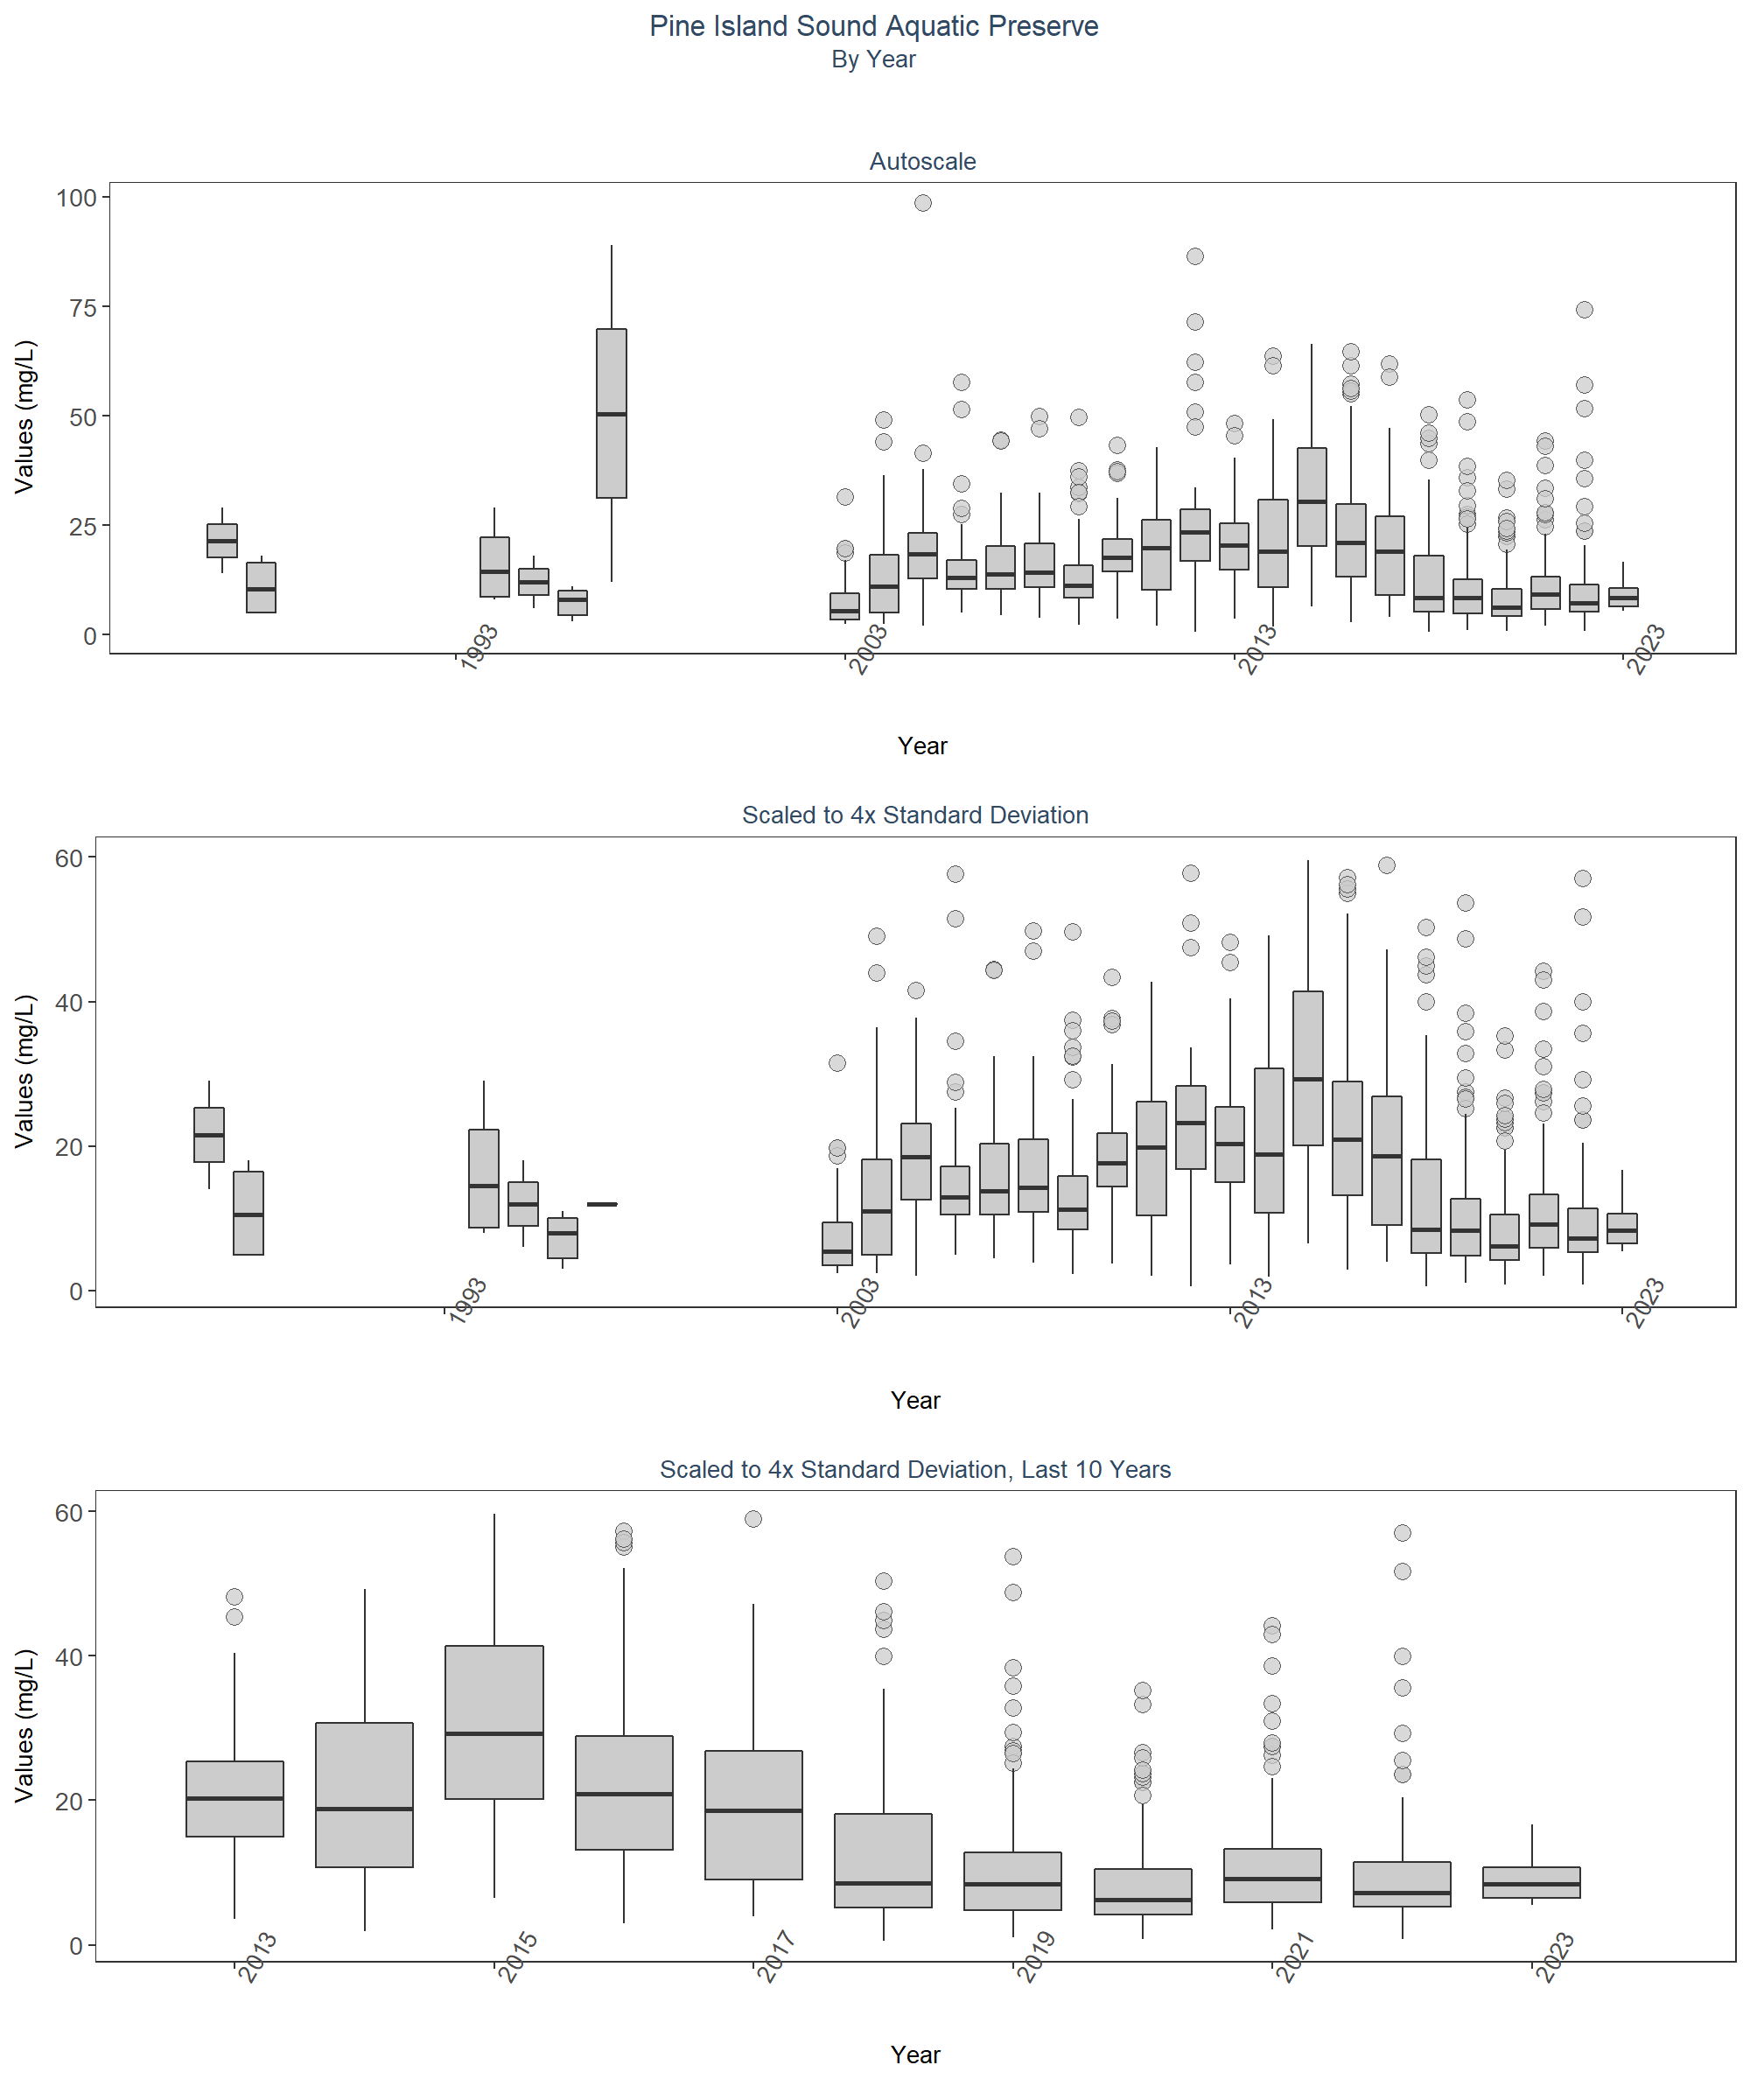 Pine Island Sound Aquatic Preserve
By Year
Autoscale
Values (mg/L)
100
75
50
25
0
1993
2003
2013
2023
Year
Scaled to 4x Standard Deviation
Values (mg/L)
60
40
20
0
1993
2003
2013
2023
Year
Scaled to 4x Standard Deviation, Last 10 Years
Values (mg/L)
60
40
20
0
2013
2015
2017
2019
2021
2023
Year